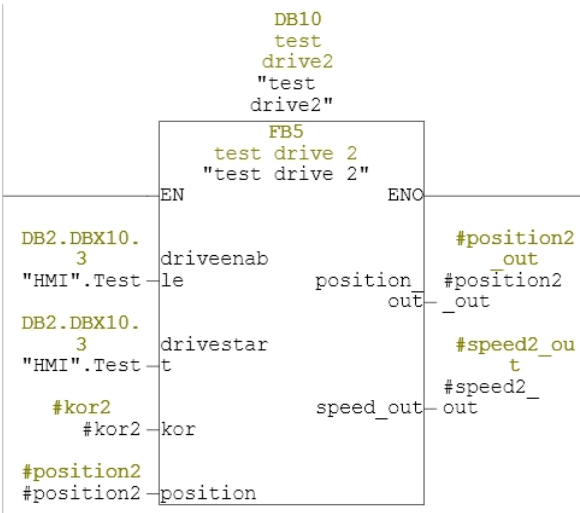 DB10
test
drive2
"test
drive2"
FB5
test drive 2
"test drive 2"
EN
ENO
DB2.DBX10.
3
"HMI".Test
driveenab
le
position_
out
#position2
_out
#position2
_out
DB2.DBX10.
3
"HMI".Test
drivestar
t
speed_out
#speed2_ou
t
#speed2_
out
#kor2
#kor2
kor
#position2
#position2
position